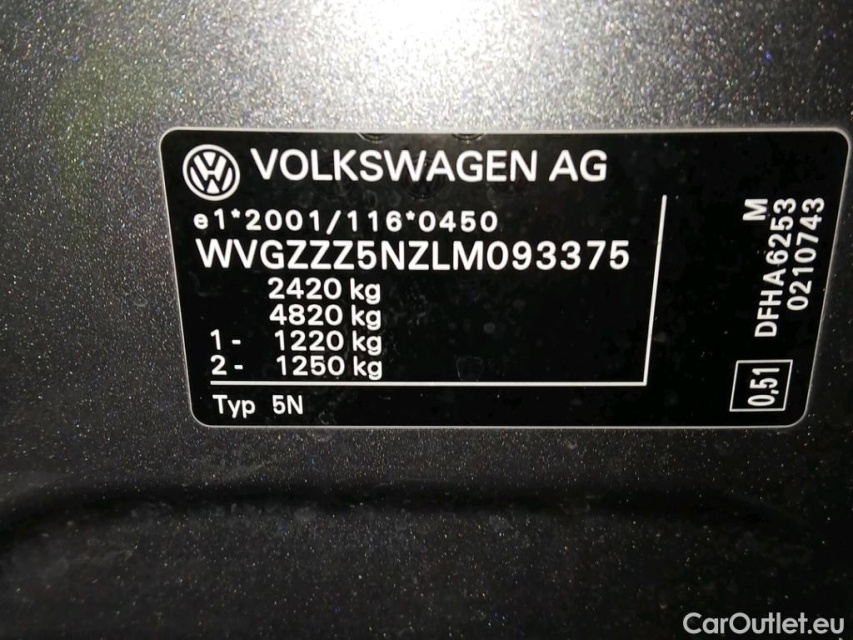 VOLKSWAGEN AG
e1*2001/116*0450
WVGZZZ5NZLM093375
2420 kg
4820 kg
1 - 1220 kg
2 - 1250 kg
Typ 5N
M
DFHA6253
0210743
0,51
CarOutlet.eu